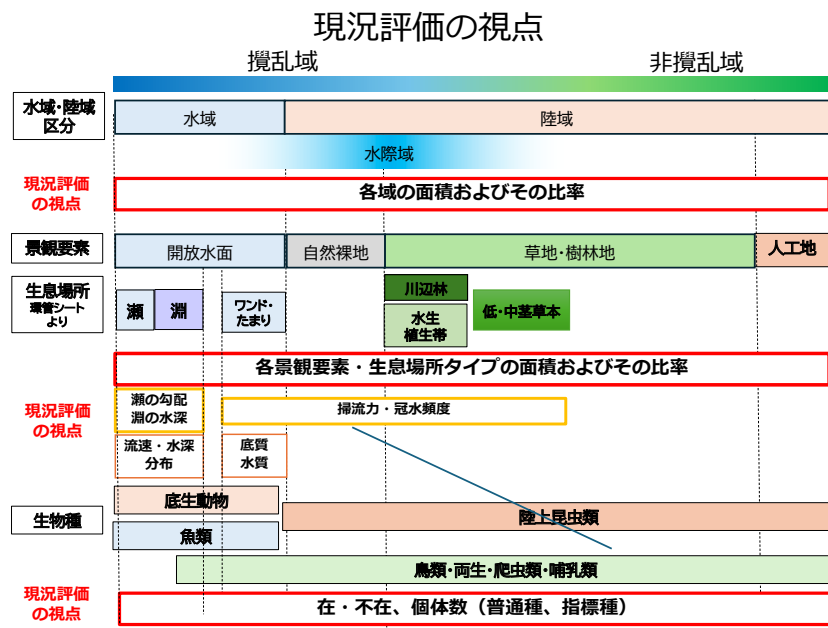 現況評価の視点
攪乱域
非攪乱域
水域・陸域
区分
水域
陸域
水際域
現況評価
の視点
各域の面積およびその比率
景観要素
開放水面
自然裸地
草地・樹林地
人工地
生息場所
環管シート
より
瀬
淵
ワンド・
たまり
川辺林
水生
植生帯
低・中茎草本
各景観要素・生息場所タイプの面積およびその比率
現況評価
の視点
瀬の勾配
淵の水深
掃流力・冠水頻度
流速・水深
分布
底質
水質
生物種
底生動物
陸上昆虫類
魚類
鳥類・両生・爬虫類・哺乳類
現況評価
の視点
在・不在、個体数（普通種、指標種）